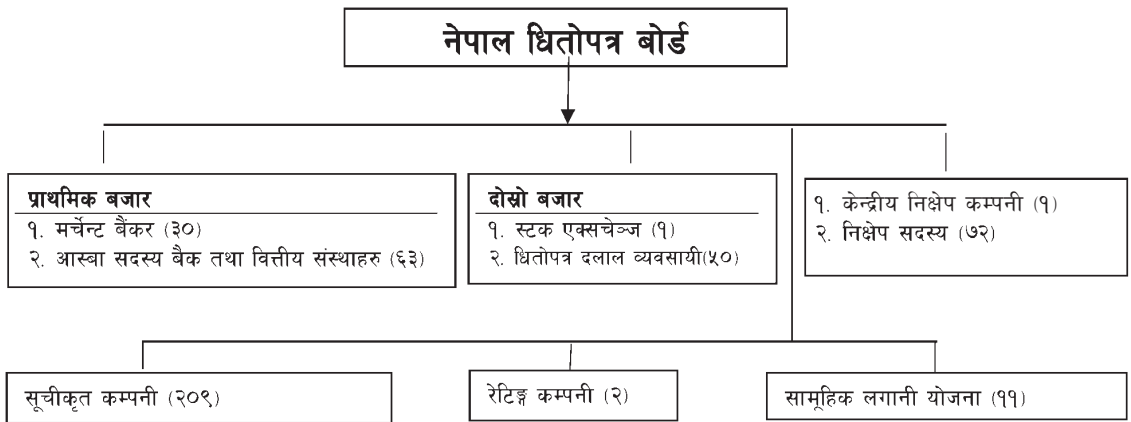 नेपाल धितोपत्र बोर्ड
प्राथमिक बजार
१. मर्चेन्ट बैंकर (३०)
२. आस्बा सदस्य बैक तथा वित्तीय संस्थाहरु (६३)
दोस्रो बजार
१. स्टक एक्सचेञ्ज (१)
२. धितोपत्र दलाल व्यवसायी(५०)
१. केन्द्रीय निक्षेप कम्पनी (१)
२. निक्षेप सदस्य (७२)
सूचीकृत कम्पनी (२०९)
रेटिङ्ग कम्पनी (२)
सामूहिक लगानी योजना (११)